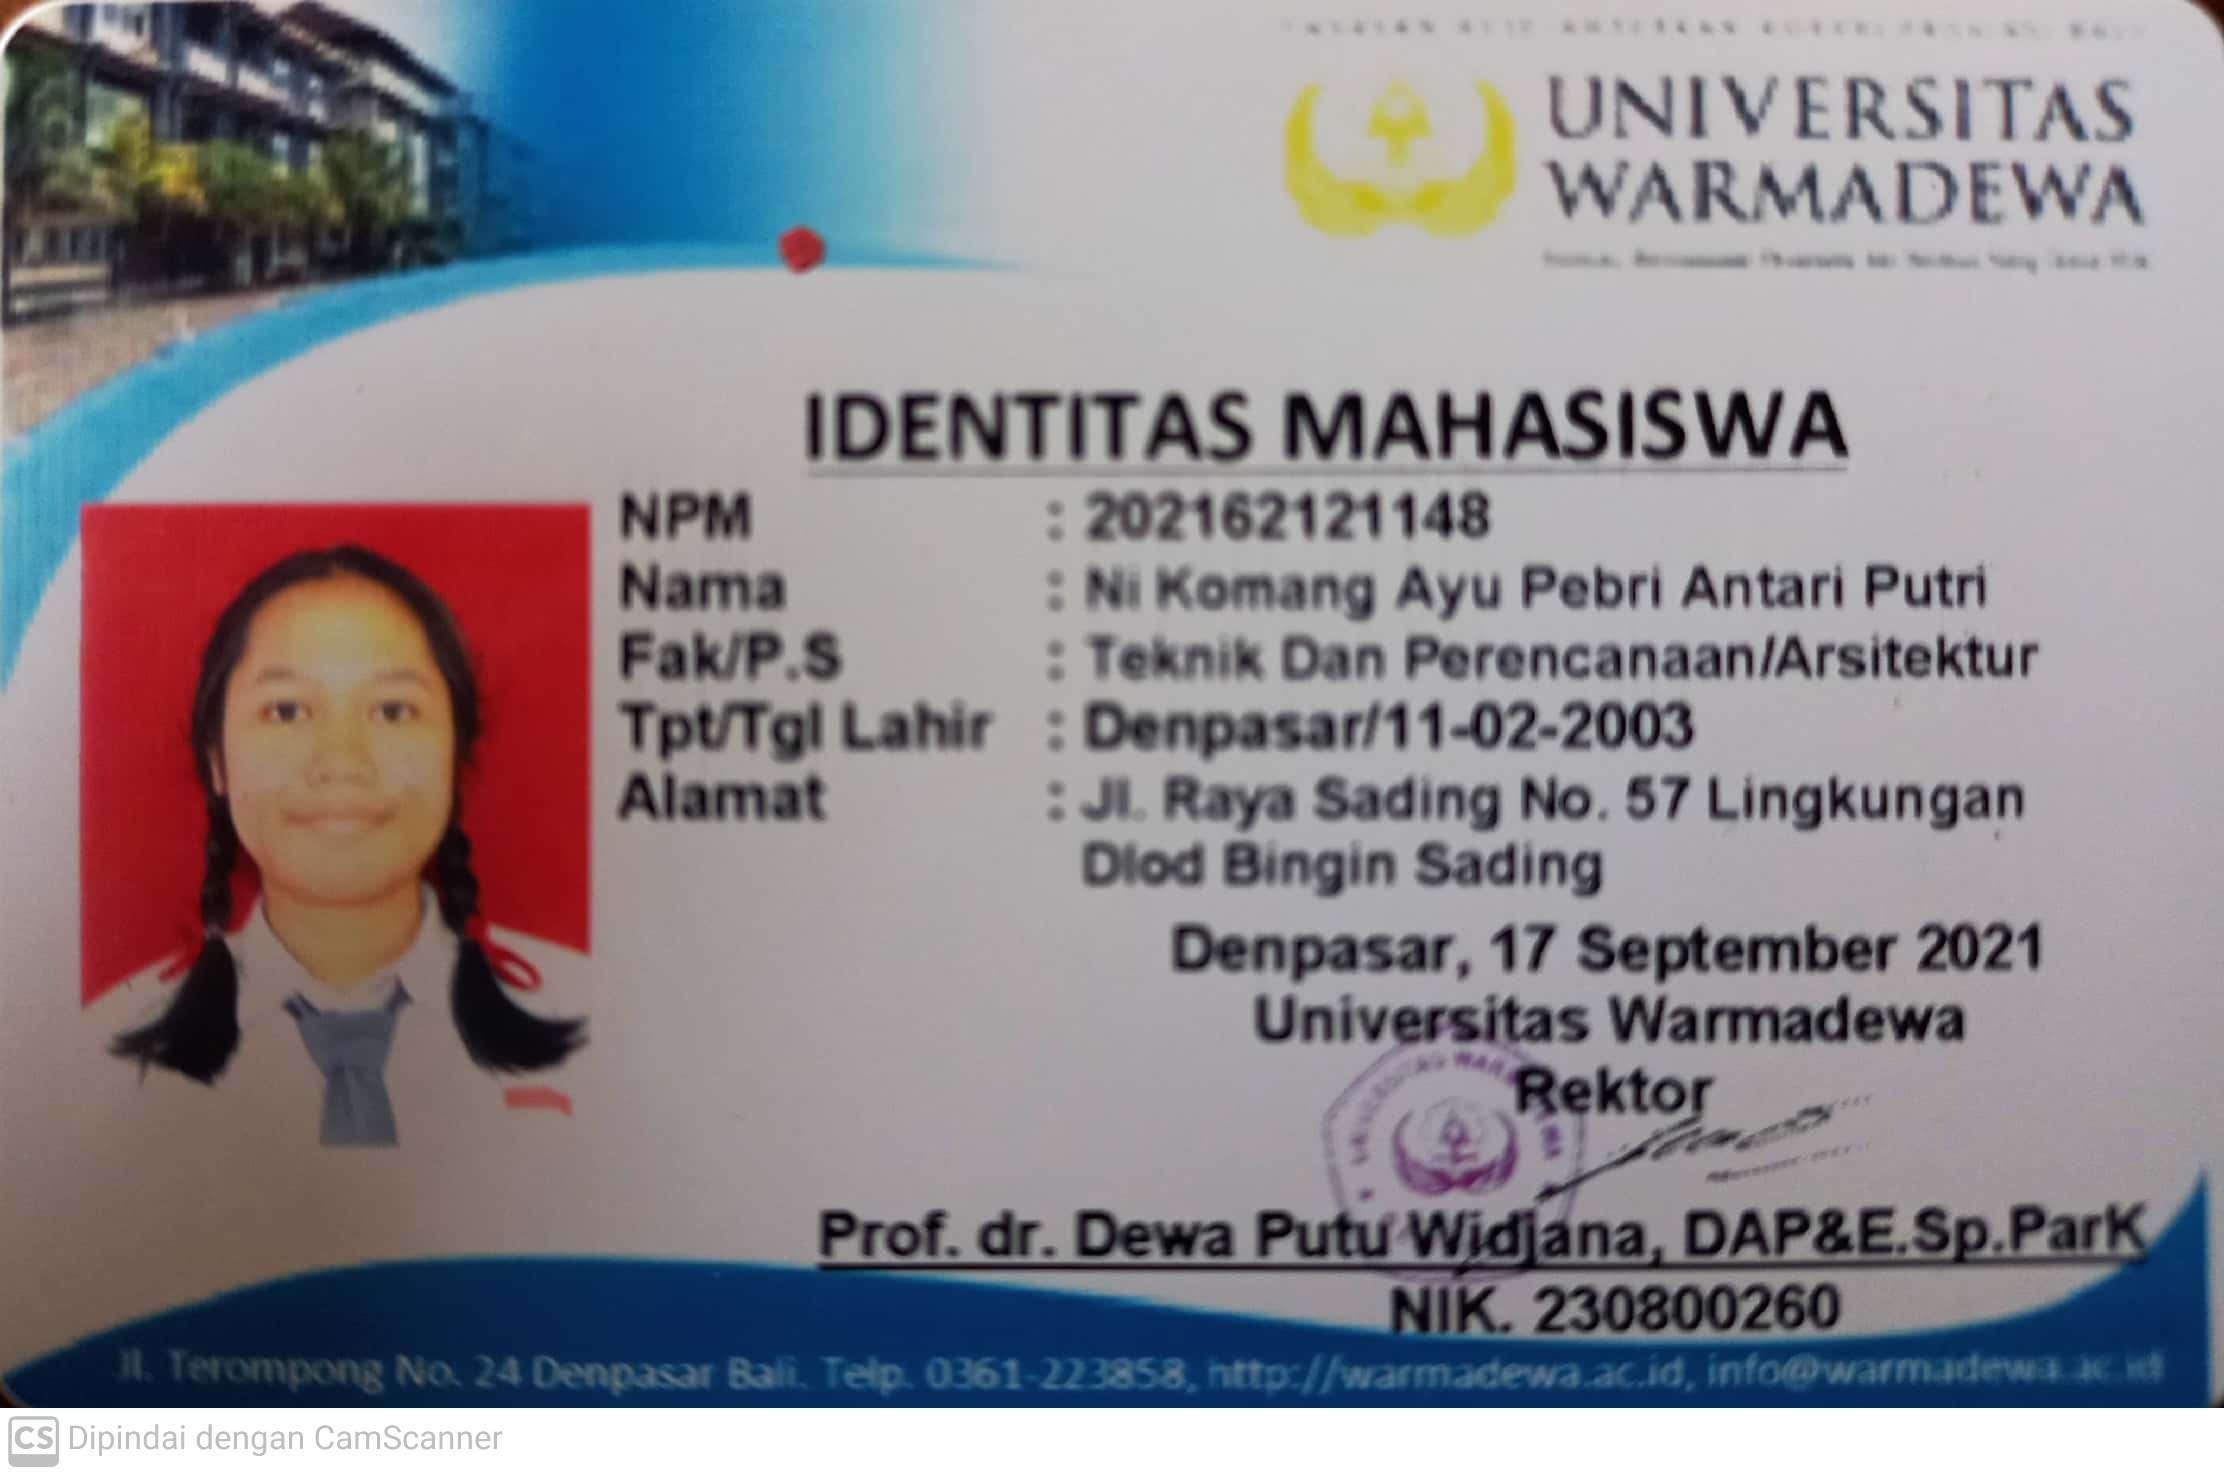 UNIVERSITAS
WARMADEWA
IDENTITAS MAHASISWA
NPM : 202162121148
Nama : Ni Komang Ayu Pebri Antari Putri
Fak/P.S : Teknik Dan Perencanaan/Arsitektur
Tpt/Tgl Lahir : Denpasar/11-02-2003
Alamat : Jl. Raya Sading No. 57 Lingkungan
Dlod Bingin Sading
Denpasar, 17 September 2021
Universitas Warmadewa
Rektor
Prof. dr. Dewa Putu Widjana, DAP&E.Sp.ParK
NIK. 230800260
Jl. Terompong No. 24 Denpasar Bali. Telp. 0361-223858, http://warmadewa.ac.id, info@warmadewa.ac.id
CS Dipindai dengan CamScanner